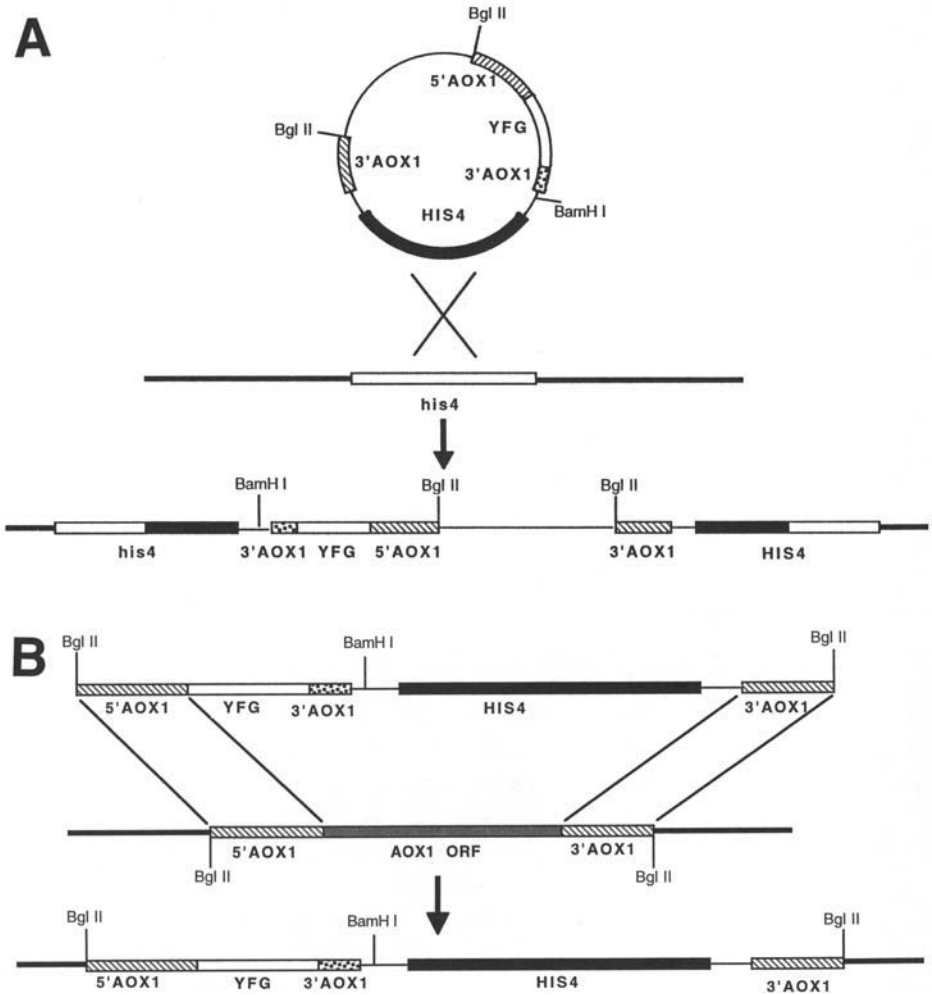 A
Bgl II
5'AOX1
YFG
Bgl II
3'AOX1
3'AOX1
HIS4
BamH I
his4
BamH I
Bgl II
Bgl II
his4
3'AOX1 YFG 5'AOX1
3'AOX1
HIS4
B
Bgl II
BamH I
Bgl II
5'AOX1 YFG 3'AOX1
HIS4
3'AOX1
5'AOX1
AOX1 ORF
3'AOX1
Bgl II
Bgl II
Bgl II
BamH I
Bgl II
5'AOX1 YFG 3'AOX1
HIS4
3'AOX1